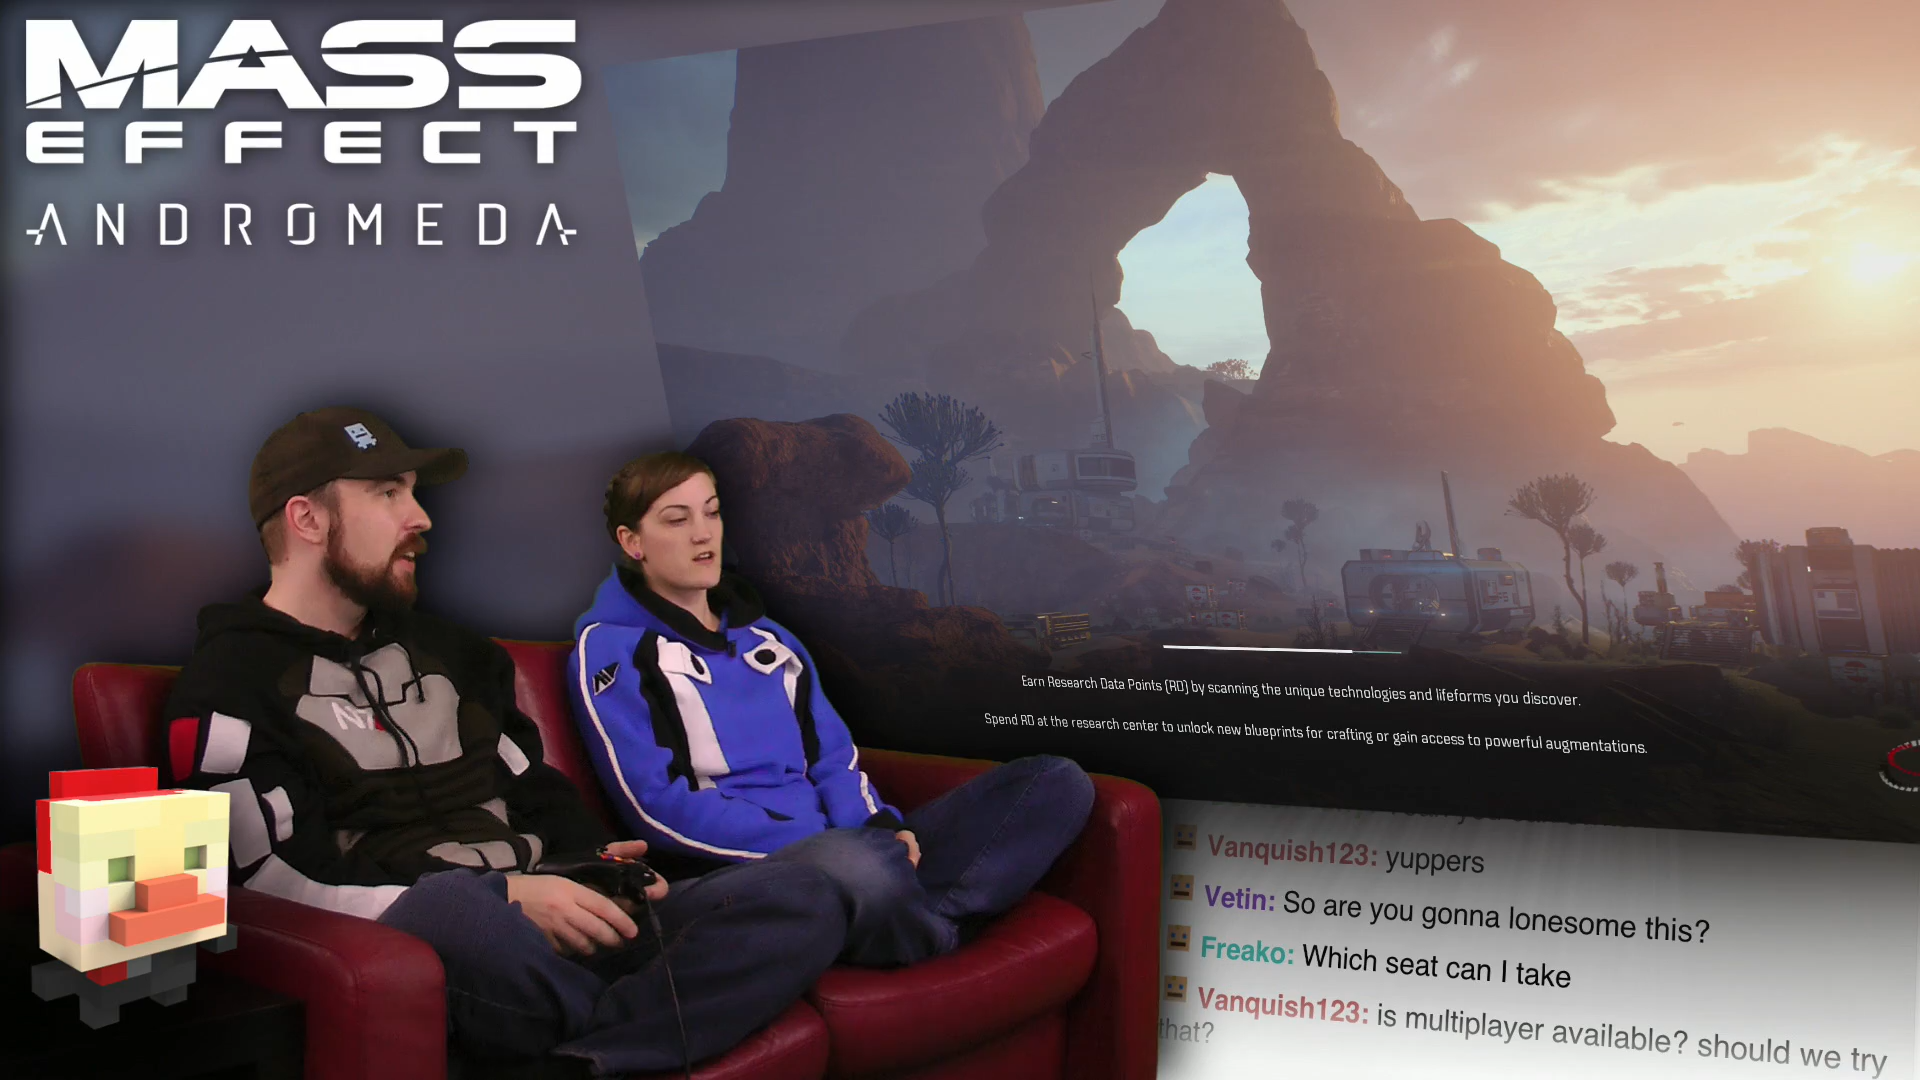 MASS
EFFECT
ANDROMEDA
N7
Earn Research Data Points (RD) by scanning the unique technologies and lifeforms you discover.
Spend RD at the research center to unlock new blueprints for crafting or gain access to powerful augmentations.
Vanquish123: yuppers
Vetin: So are you gonna lonesome this?
Freako: Which seat can I take
Vanquish123: is multiplayer available? should we try
that?